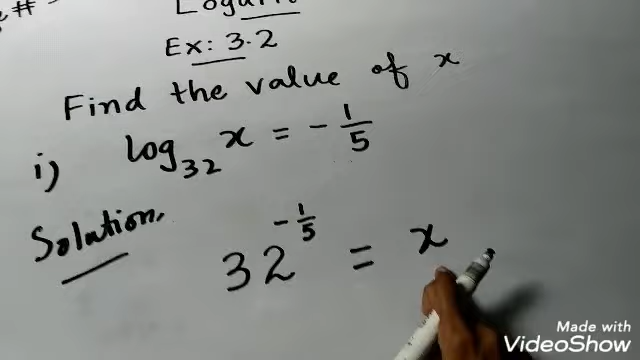 #
Ex: 3.2
Find the value of x
i) log₃₂ x = -1/5
Solution,
32^(-1/5) = x
Made with
VideoShow